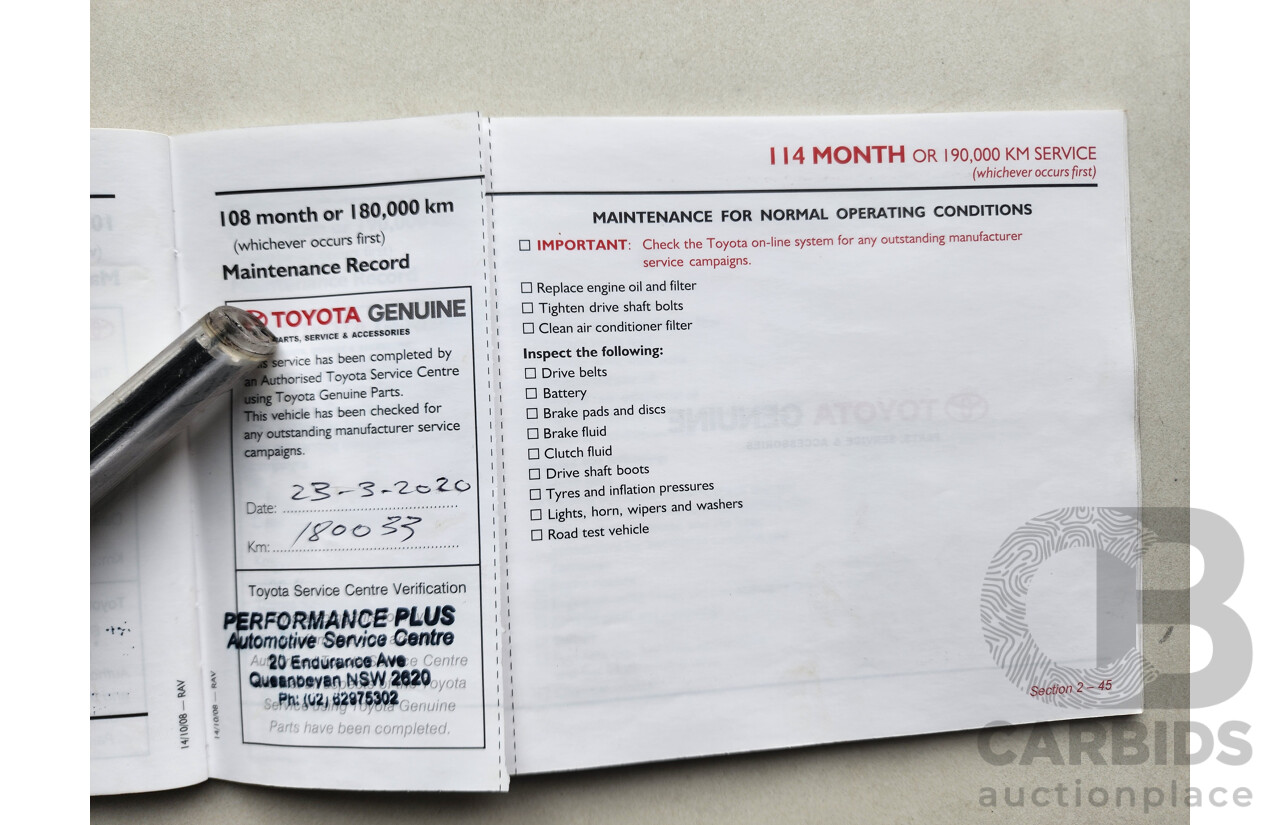 108 month or 180,000 km
(whichever occurs first)
Maintenance Record
TOYOTA GENUINE
PARTS, SERVICE & ACCESSORIES
service has been completed by
an Authorised Toyota Service Centre
using Toyota Genuine Parts.
This vehicle has been checked for
any outstanding manufacturer service
campaigns.
Date: 23-3-2020
Km: 180033
Toyota Service Centre Verification
PERFORMANCE PLUS
Automotive Service Centre
20 Endurance Ave
Queanbeyan NSW 2620
Ph: (02) 62975302
Service using Toyota Genuine
Parts have been completed.
14/10/08 — RAV
14/10/08 — RAV
114 MONTH OR 190,000 KM SERVICE
(whichever occurs first)
MAINTENANCE FOR NORMAL OPERATING CONDITIONS
IMPORTANT: Check the Toyota on-line system for any outstanding manufacturer
service campaigns.
Replace engine oil and filter
Tighten drive shaft bolts
Clean air conditioner filter
Inspect the following:
Drive belts
Battery
Brake pads and discs
Brake fluid
Clutch fluid
Drive shaft boots
Tyres and inflation pressures
Lights, horn, wipers and washers
Road test vehicle
Section 2 – 45
CARBIDS
auctionplace